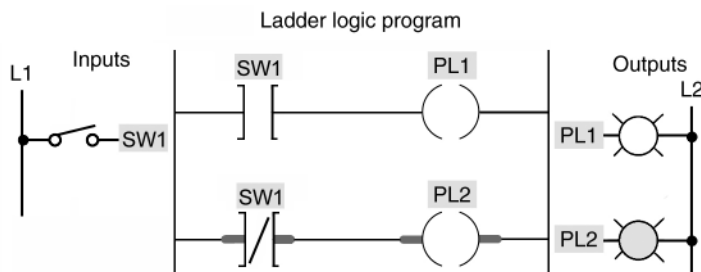 Ladder logic program
L1
Inputs
SW1
PL1
Outputs
L2
SW1
PL1
SW1
PL2
PL2